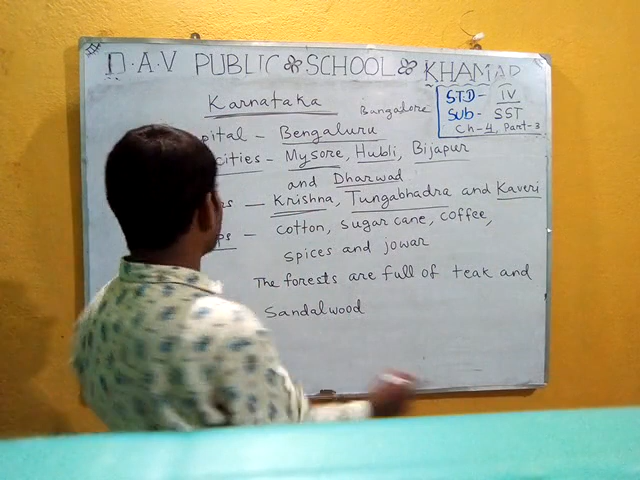 D.A.V PUBLIC SCHOOL KHAMAR
STD- IV
Sub- SST
Ch-4, Part-3
Karnataka
Bangalore
pital - Bengaluru
cities - Mysore, Hubli, Bijapur
and Dharwad
s - Krishna, Tungabhadra and Kaveri
ps - cotton, sugarcane, coffee,
spices and jowar
The forests are full of teak and
Sandalwood